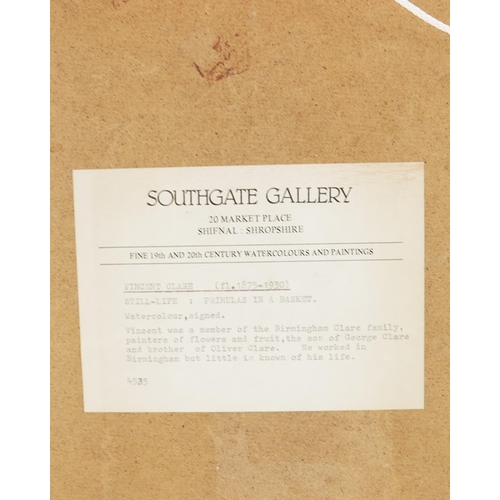 SOUTHGATE GALLERY
20 MARKET PLACE
SHIFNAL : SHROPSHIRE
FINE 19th AND 20th CENTURY WATERCOLOURS AND PAINTINGS
VINCENT CLARE (fl.1875-1930)
STILL-LIFE : PRIMULAS IN A BASKET.
Watercolour,signed.
Vincent was a member of the Birmingham Clare family,
painters of flowers and fruit,the son of George Clare
and brother of Oliver Clare. He worked in
Birmingham but little is known of his life.
4535